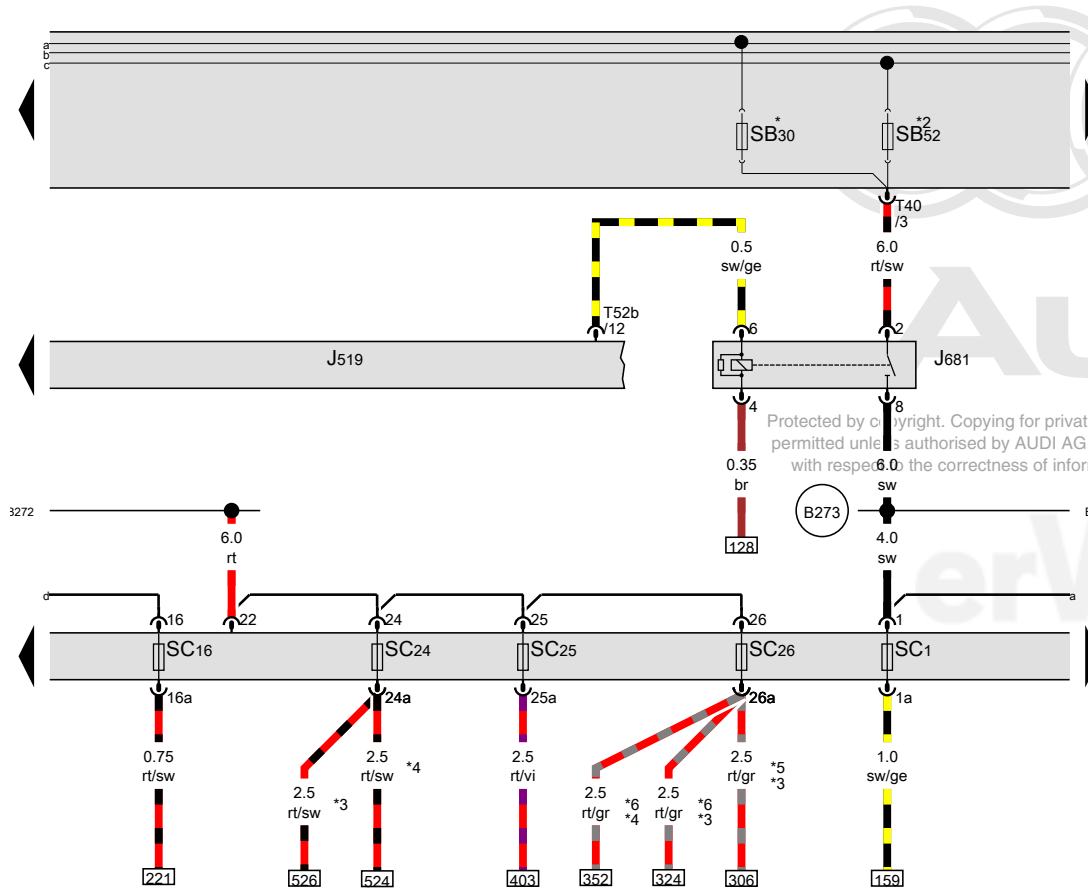 a
b
c
SB30 *
SB52 *2
T40
/3
0.5
sw/ge
6.0
rt/sw
T52b
/12
6
2
J519
J681
4
8
Protected by copyright. Copying for privat
permitted unless authorised by AUDI AG
with respect to the correctness of infor
0.35
br
6.0
sw
B272
B273
128
6.0
rt
4.0
sw
d
a
16
22
24
25
26
1
SC16
SC24
SC25
SC26
SC1
16a
24a
25a
26a
1a
0.75
rt/sw
2.5
rt/sw *4
2.5
rt/vi
2.5
rt/gr
*5
*3
1.0
sw/ge
2.5
rt/sw *3
2.5
rt/gr
*6
*4
2.5
rt/gr
*6
*3
221
526
524
403
352
324
306
159
Au
erW